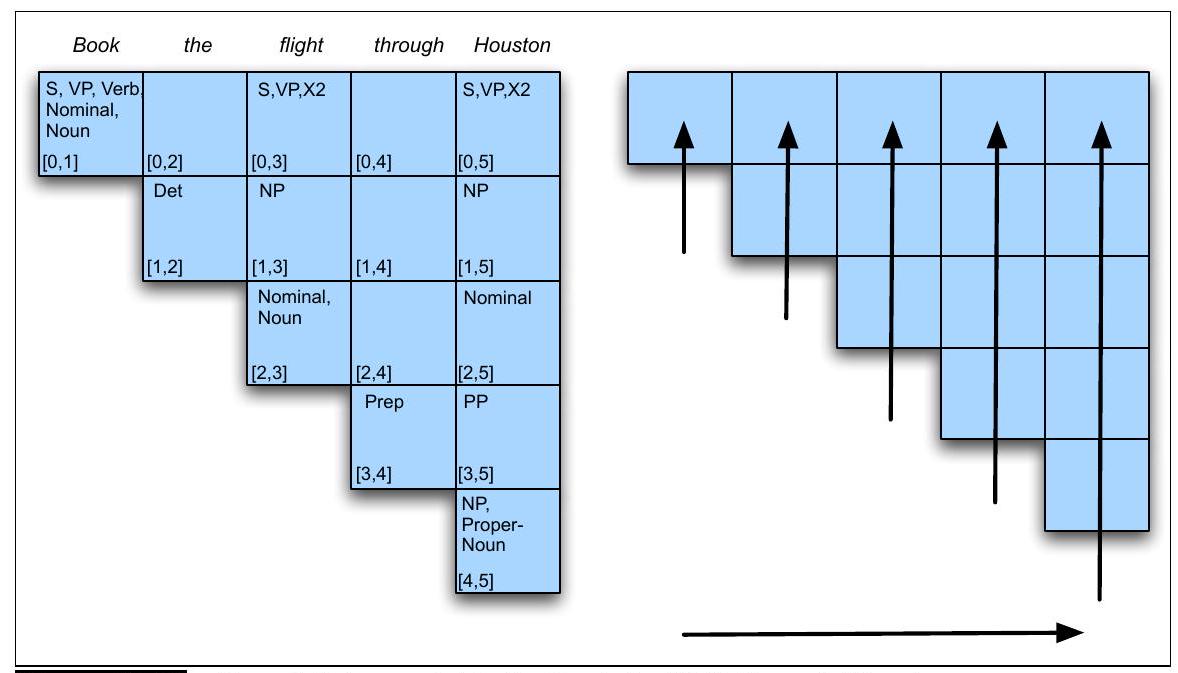 Book the flight through Houston
S, VP, Verb,
Nominal,
Noun
[0,1]
[0,2]
S,VP,X2
[0,3]
[0,4]
S,VP,X2
[0,5]
Det
[1,2]
NP
[1,3]
[1,4]
NP
[1,5]
Nominal,
Noun
[2,3]
[2,4]
Nominal
[2,5]
Prep
[3,4]
PP
[3,5]
NP,
Proper-
Noun
[4,5]